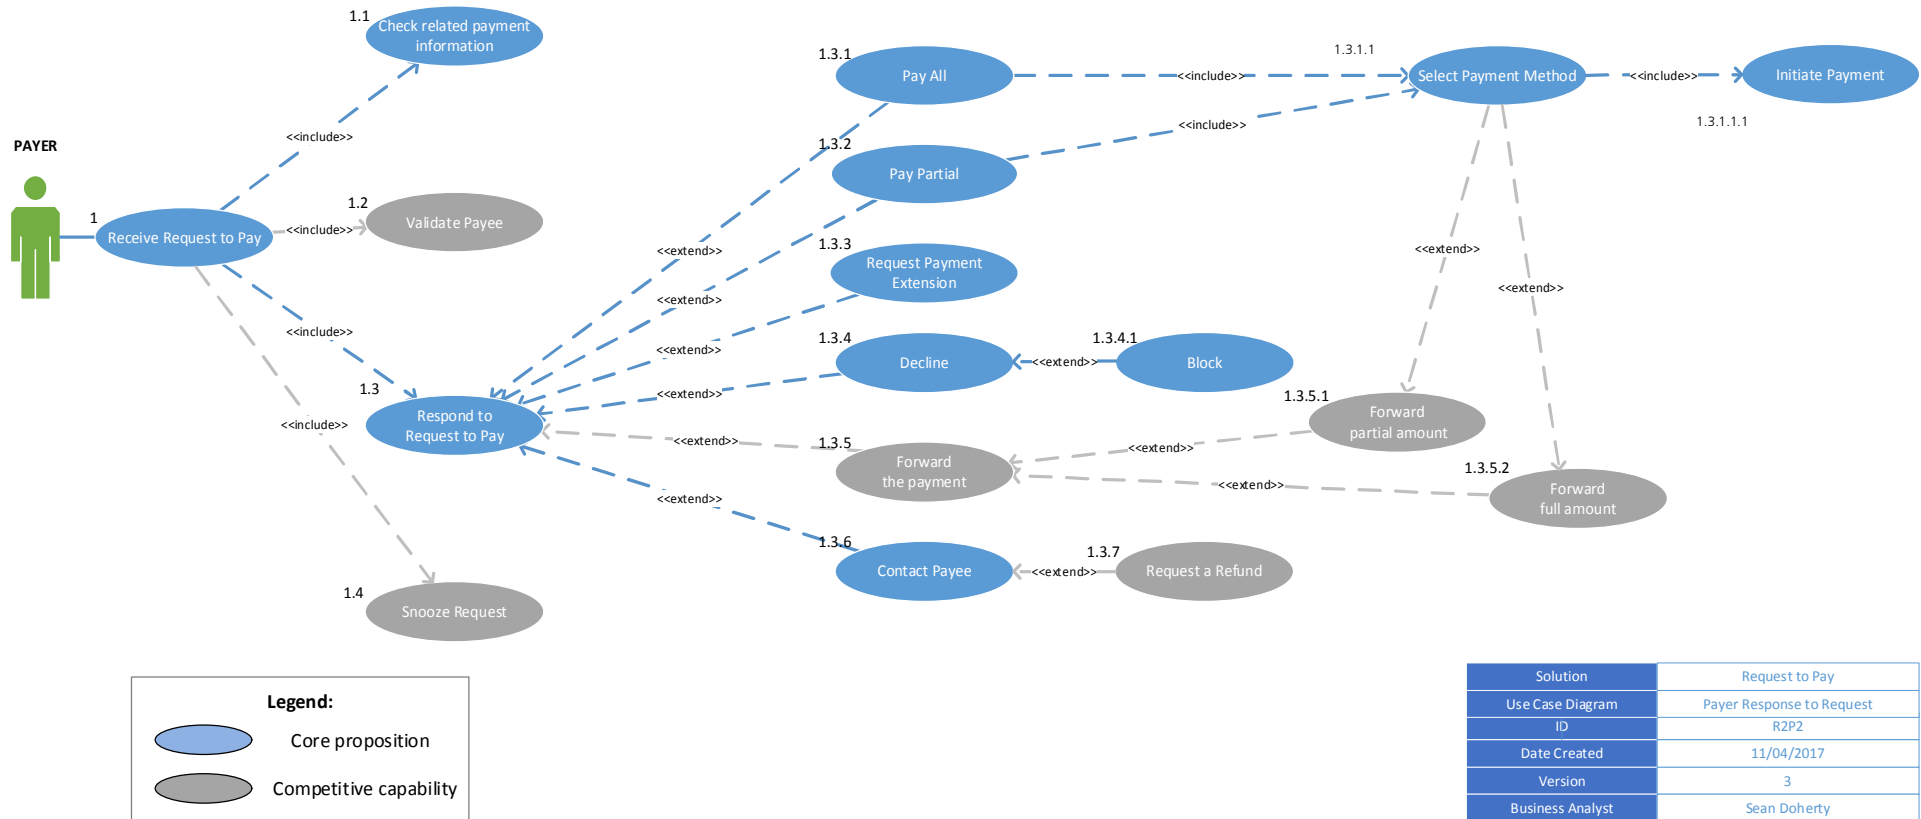 PAYER
1
Receive Request to Pay
1.1
Check related payment
information
<<include>>
1.2
Validate Payee
<<include>>
1.3
Respond to
Request to Pay
<<include>>
1.4
Snooze Request
<<include>>
1.3.1
Pay All
<<extend>>
<<include>>
1.3.2
Pay Partial
<<extend>>
<<include>>
1.3.3
Request Payment
Extension
<<extend>>
1.3.4
Decline
<<extend>>
1.3.4.1
Block
<<extend>>
1.3.5
Forward
the payment
<<extend>>
1.3.5.1
Forward
partial amount
<<extend>>
1.3.5.2
Forward
full amount
<<extend>>
1.3.6
Contact Payee
<<extend>>
1.3.7
Request a Refund
<<extend>>
1.3.1.1
Select Payment Method
<<include>>
<<extend>>
<<extend>>
1.3.1.1.1
Initiate Payment
Legend:
Core proposition
Competitive capability
Solution Request to Pay
Use Case Diagram Payer Response to Request
ID R2P2
Date Created 11/04/2017
Version 3
Business Analyst Sean Doherty